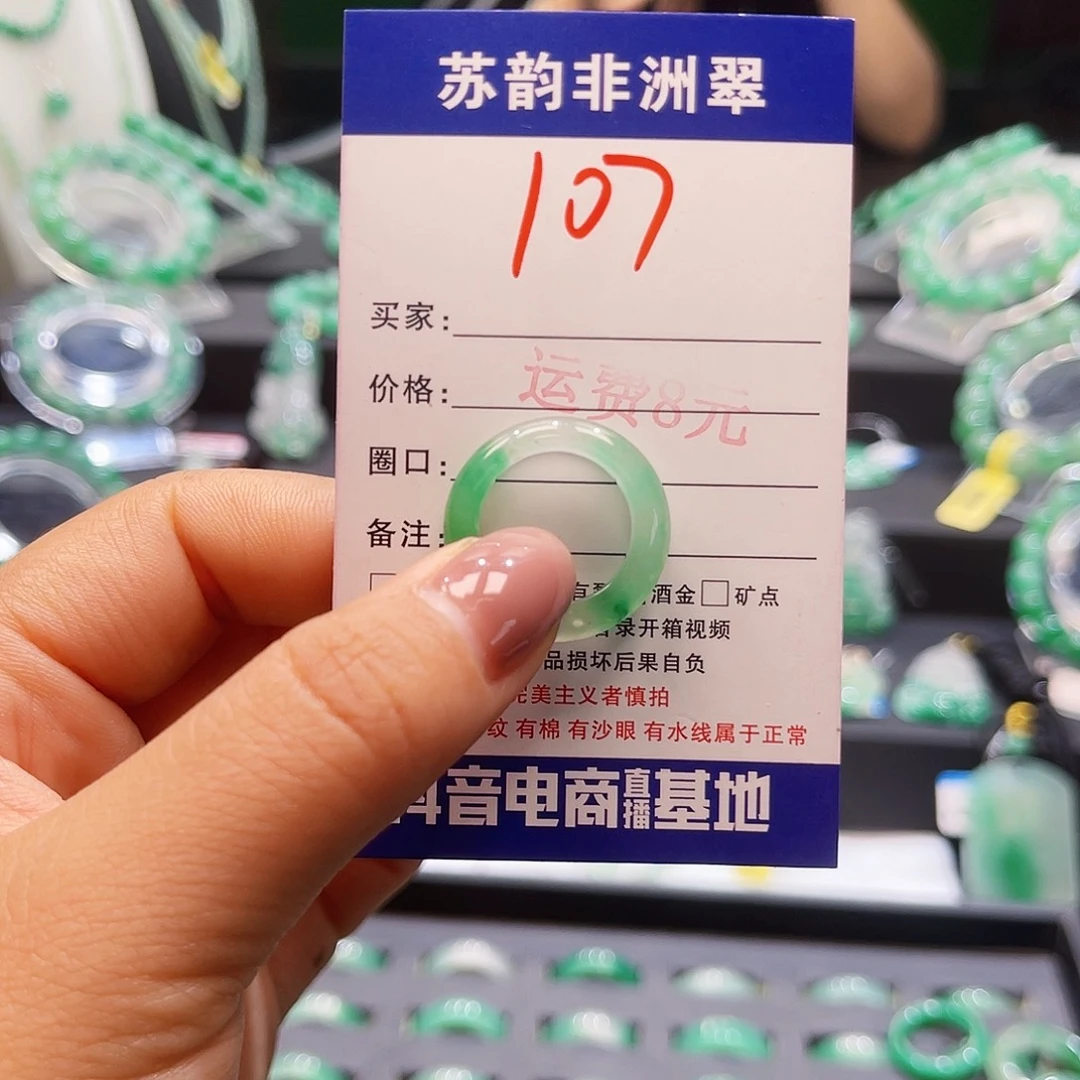 苏韵非洲翠
107
买家:
价格: 运费8元
圈口:
备注:
酒金□矿点
录开箱视频
品损坏后果自负
完美主义者慎拍
纹 有棉 有沙眼 有水线属于正常
抖音电商直播基地